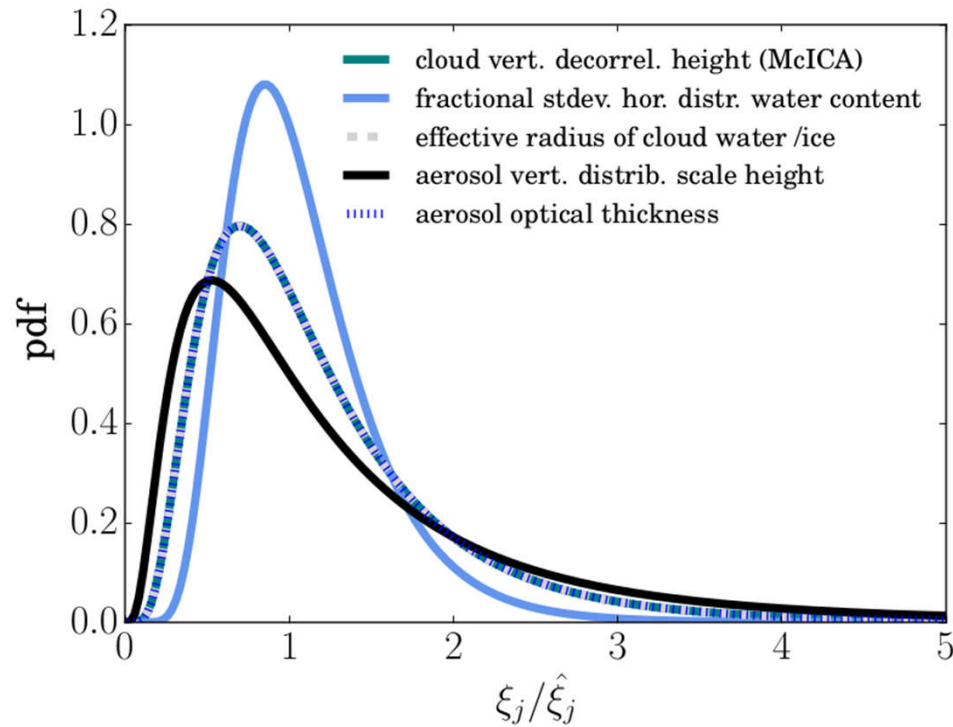 1.2
1.0
0.8
0.6
0.4
0.2
0.0
pdf
cloud vert. decorrel. height (McICA)
fractional stdev. hor. distr. water content
effective radius of cloud water /ice
aerosol vert. distrib. scale height
aerosol optical thickness
0 1 2 3 4 5
ξj/ξ̂j